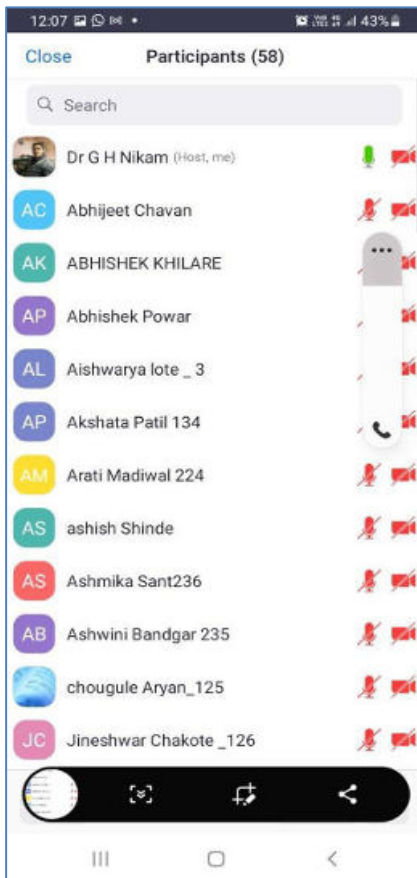 12:07 43%
Close Participants (58)
Search
Dr G H Nikam (Host, me)
AC Abhijeet Chavan
AK ABHISHEK KHILARE
AP Abhishek Powar
AL Aishwarya lote _ 3
AP Akshata Patil 134
AM Arati Madiwal 224
AS ashish Shinde
AS Ashmika Sant236
AB Ashwini Bandgar 235
chougule Aryan_125
JC Jineshwar Chakote _126